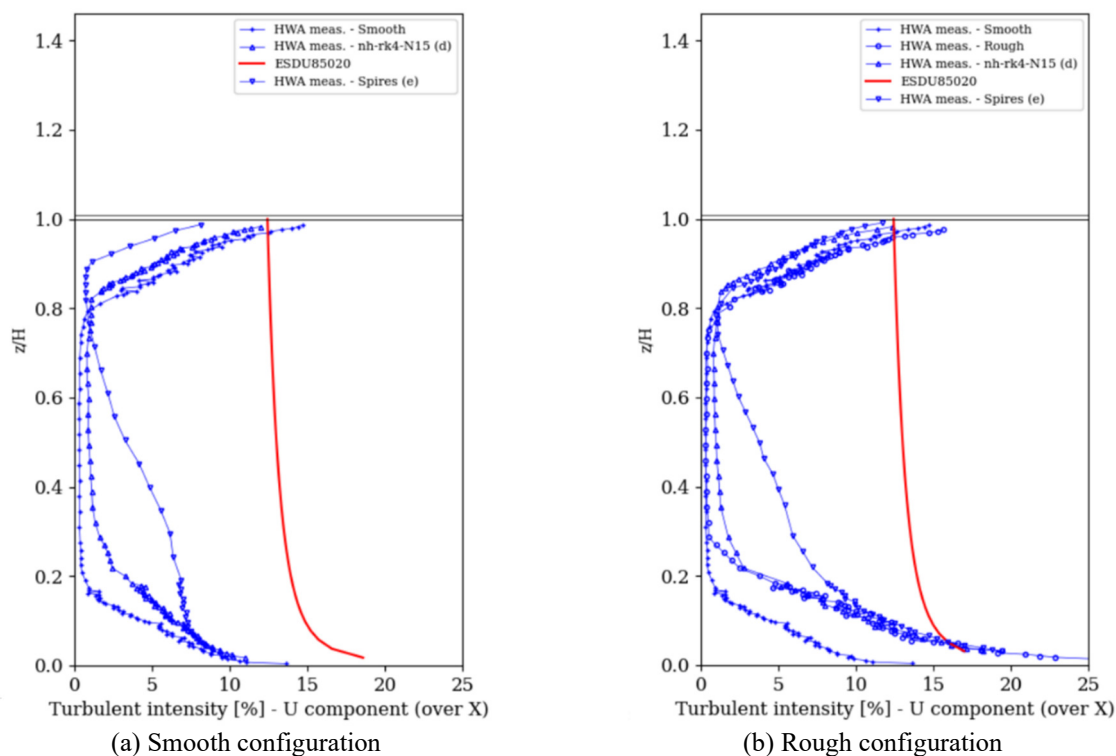 HWA meas. - Smooth
HWA meas. - nh-rk4-N15 (d)
ESDU85020
HWA meas. - Spires (e)
1.4
1.2
1.0
0.8
0.6
0.4
0.2
0.0
z/H
0 5 10 15 20 25
Turbulent intensity [%] - U component (over X)
(a) Smooth configuration
HWA meas. - Smooth
HWA meas. - Rough
HWA meas. - nh-rk4-N15 (d)
ESDU85020
HWA meas. - Spires (e)
1.4
1.2
1.0
0.8
0.6
0.4
0.2
0.0
z/H
0 5 10 15 20 25
Turbulent intensity [%] - U component (over X)
(b) Rough configuration